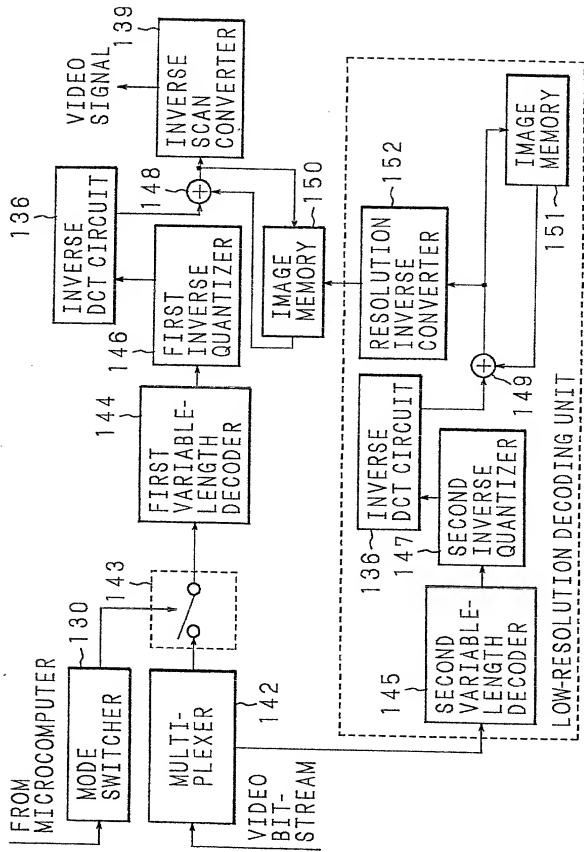 FROM MICROCOMPUTER
MODE
SWITCHER
130
MULTI-
PLEXER
142
VIDEO
BIT-
STREAM
143
144
FIRST
VARIABLE-
LENGTH
DECODER
146
FIRST
INVERSE
QUANTIZER
136
INVERSE
DCT CIRCUIT
148
VIDEO
SIGNAL
139
INVERSE
SCAN
CONVERTER
IMAGE
MEMORY
150
RESOLUTION
INVERSE
CONVERTER
152
145
SECOND
VARIABLE-
LENGTH
DECODER
147
SECOND
INVERSE
QUANTIZER
136
INVERSE
DCT CIRCUIT
149
IMAGE
MEMORY
151
LOW-RESOLUTION DECODING UNIT